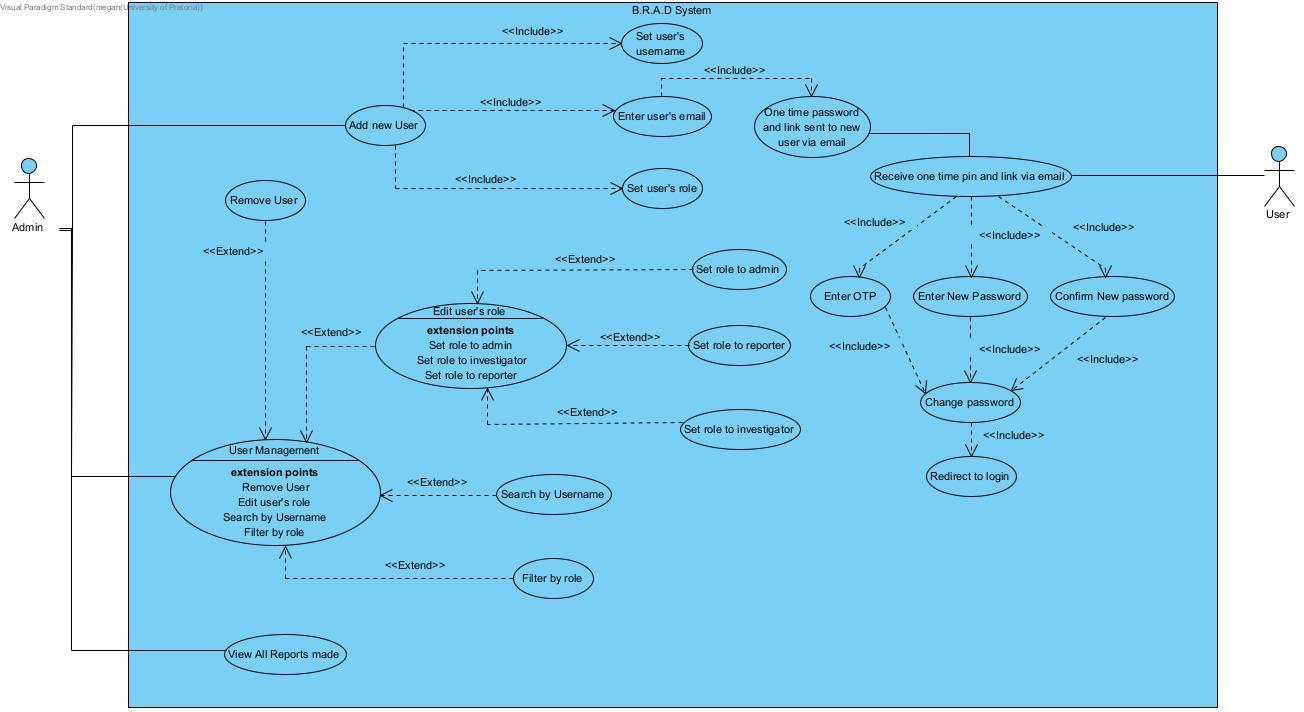 Visual Paradigm Standard(megan(University of Pretoria))
B.R.A.D System
<<Include>>
Set user's
username
<<Include>>
<<Include>>
Add new User
Enter user's email
One time password
and link sent to new
user via email
<<Include>>
Set user's role
Receive one time pin and link via email
Admin
User
Remove User
<<Extend>>
<<Include>>
<<Include>>
<<Include>>
<<Extend>>
Set role to admin
Enter OTP
Enter New Password
Confirm New password
Edit user's role
extension points
Set role to admin
Set role to investigator
Set role to reporter
<<Extend>>
<<Extend>>
Set role to reporter
<<Include>>
<<Include>>
<<Include>>
<<Extend>>
Set role to investigator
Change password
<<Include>>
Redirect to login
User Management
extension points
Remove User
Edit user's role
Search by Username
Filter by role
<<Extend>>
Search by Username
<<Extend>>
Filter by role
View All Reports made